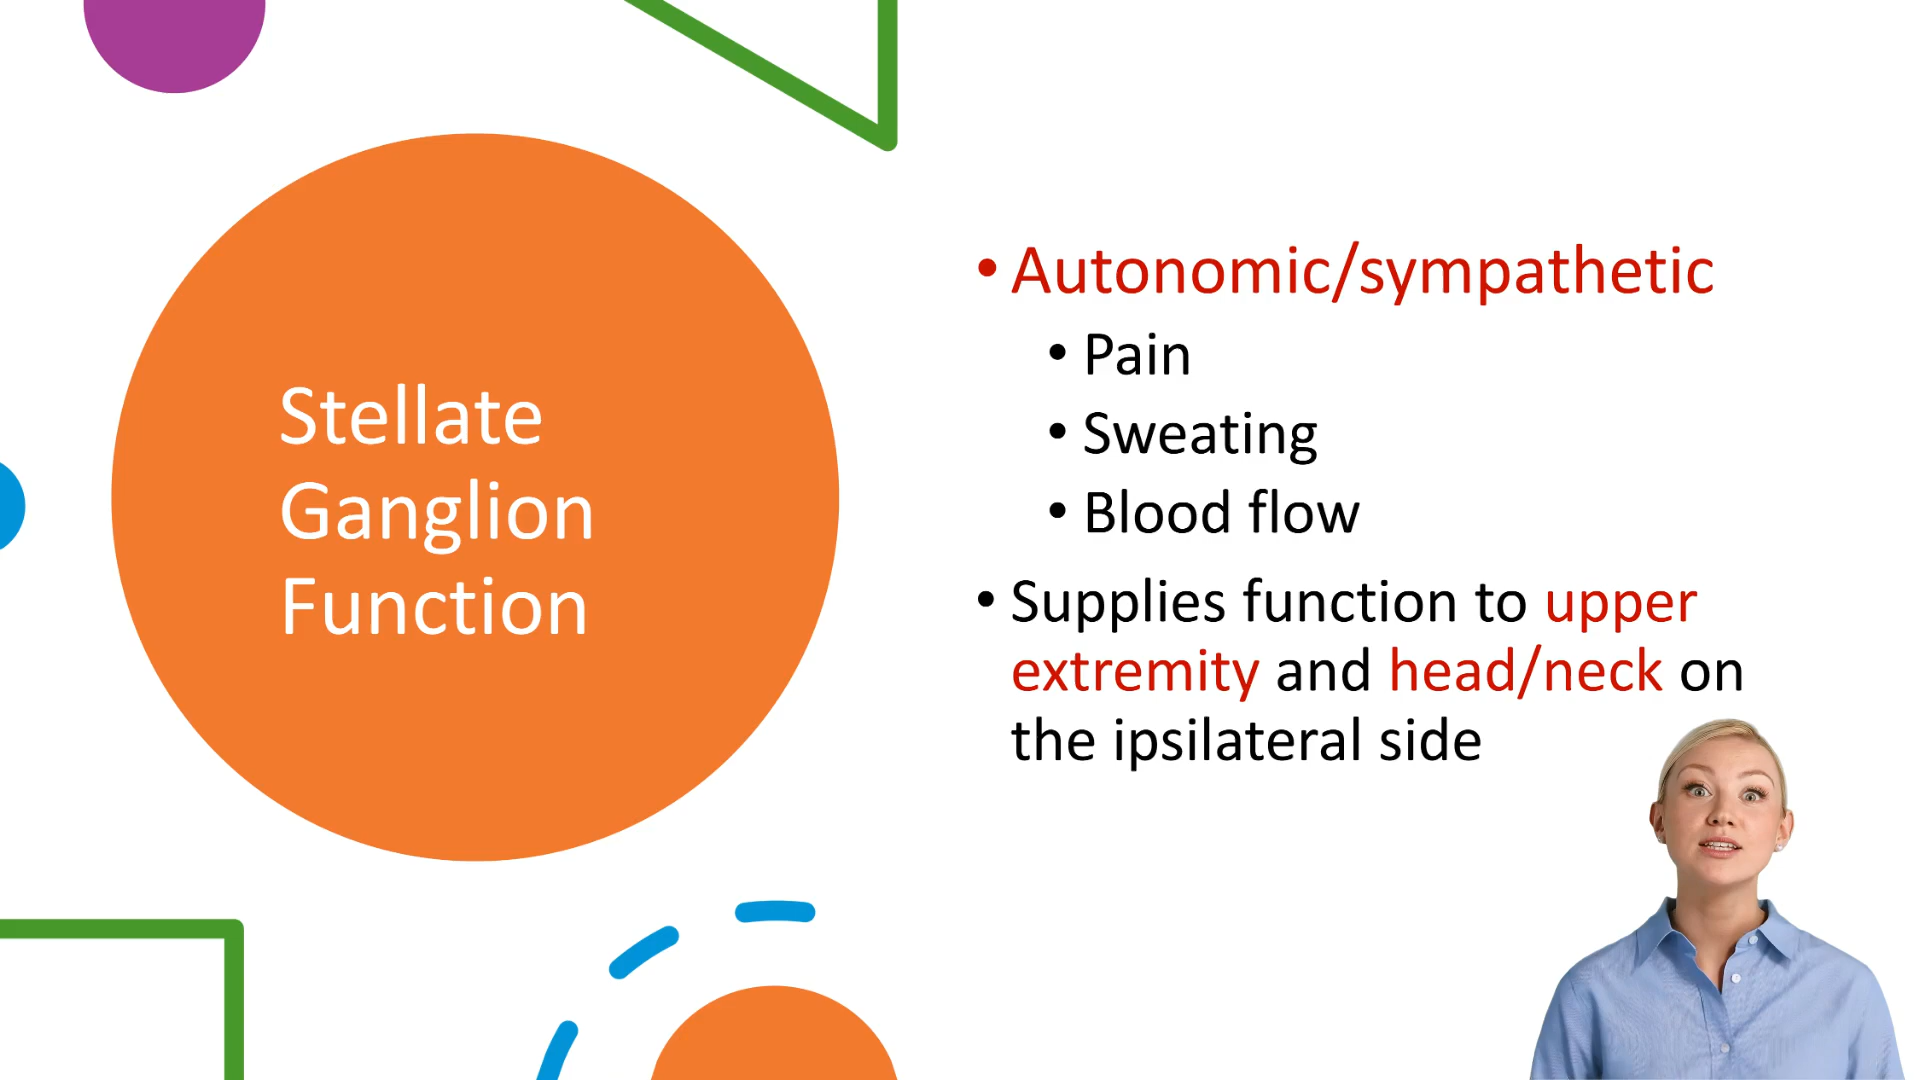 Stellate
Ganglion
Function
• Autonomic/sympathetic
• Pain
• Sweating
• Blood flow
• Supplies function to upper
extremity and head/neck on
the ipsilateral side